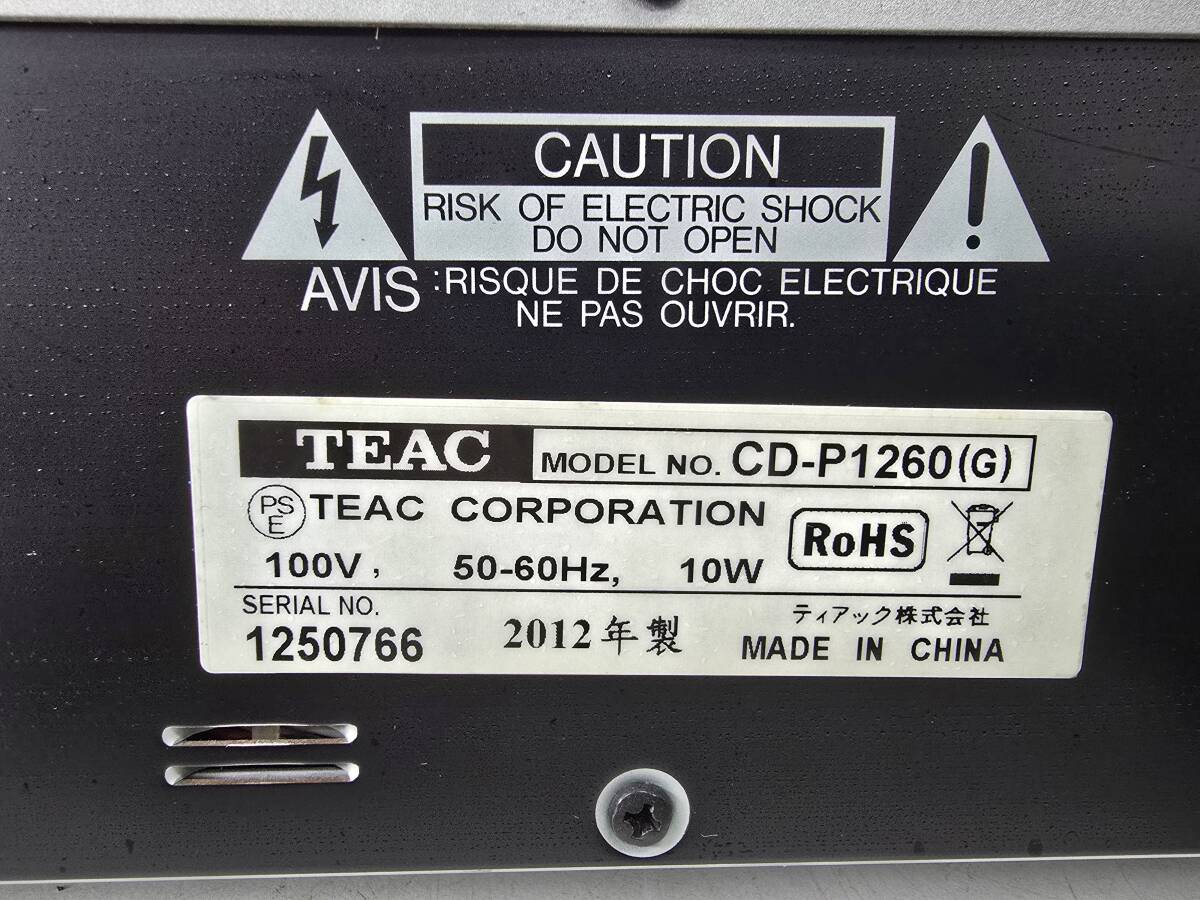 CAUTION
RISK OF ELECTRIC SHOCK
DO NOT OPEN
AVIS :RISQUE DE CHOC ELECTRIQUE
NE PAS OUVRIR.
TEAC MODEL NO. CD-P1260(G)
PSE TEAC CORPORATION
RoHS
100V, 50-60Hz, 10W
SERIAL NO.
1250766
2012年製
ティアック株式会社
MADE IN CHINA